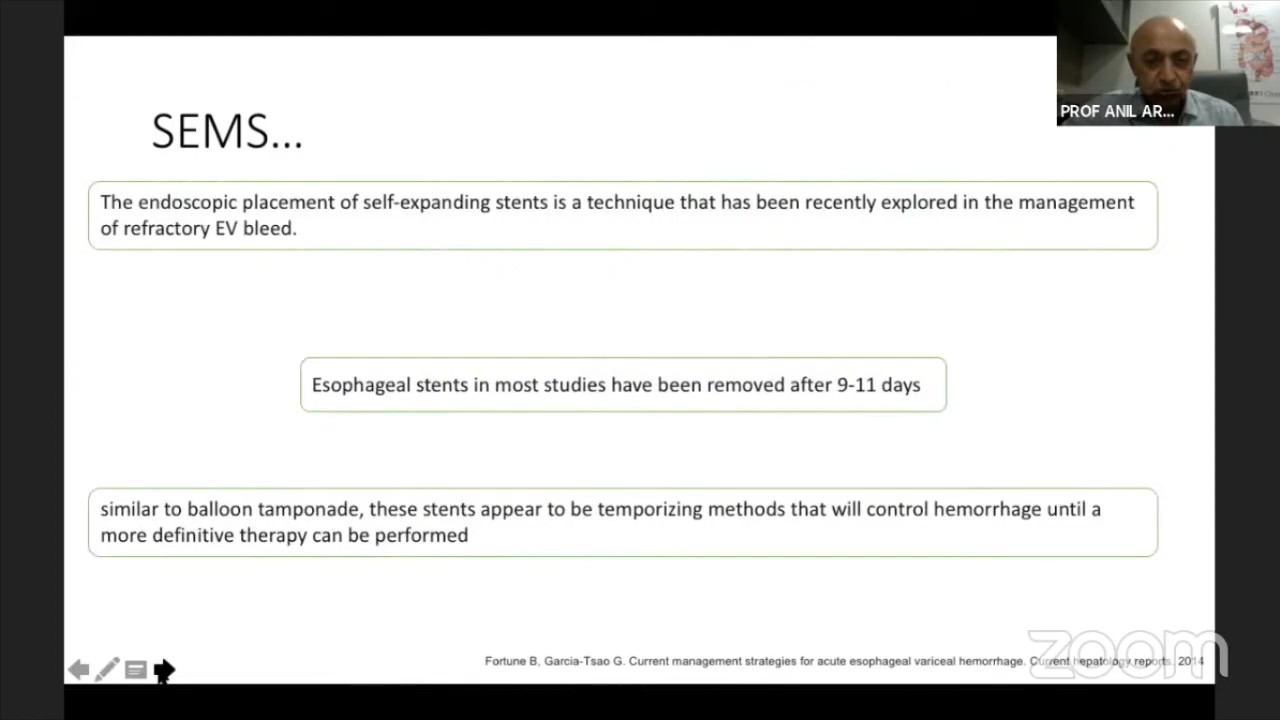 PROF ANIL AR...
SEMS...
The endoscopic placement of self-expanding stents is a technique that has been recently explored in the management
of refractory EV bleed.
Esophageal stents in most studies have been removed after 9-11 days
similar to balloon tamponade, these stents appear to be temporizing methods that will control hemorrhage until a
more definitive therapy can be performed
Fortune B, Garcia-Tsao G. Current management strategies for acute esophageal variceal hemorrhage. Current hepatology reports. 2014
zoom